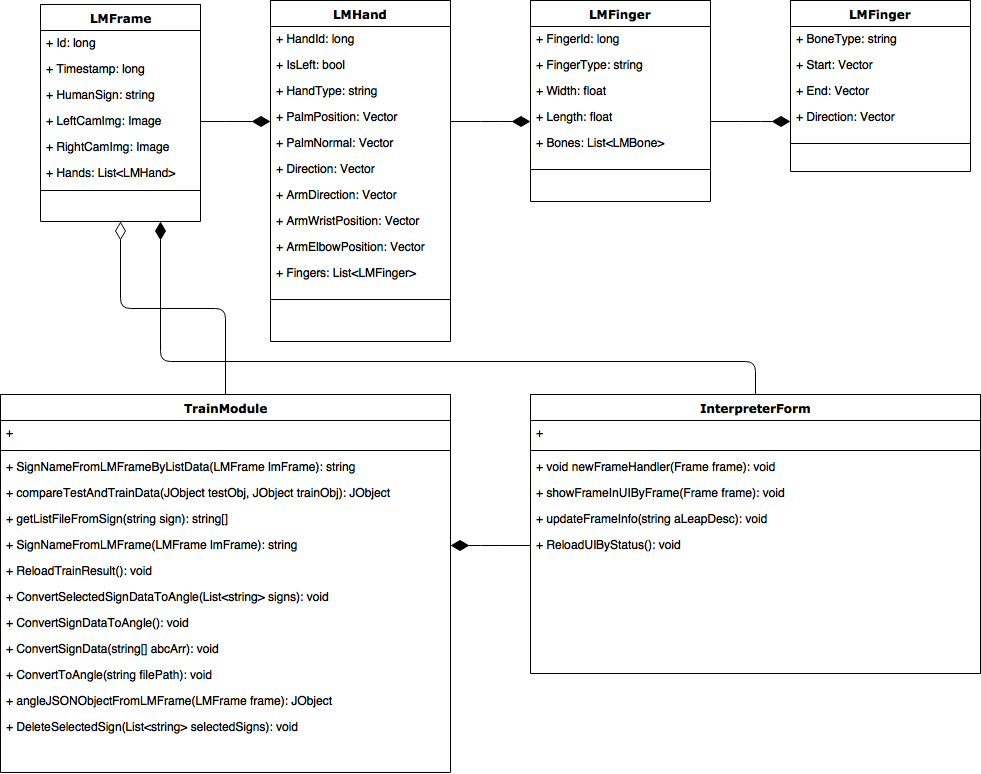 LMFrame
+ Id: long
+ Timestamp: long
+ HumanSign: string
+ LeftCamImg: Image
+ RightCamImg: Image
+ Hands: List<LMHand>
LMHand
+ HandId: long
+ IsLeft: bool
+ HandType: string
+ PalmPosition: Vector
+ PalmNormal: Vector
+ Direction: Vector
+ ArmDirection: Vector
+ ArmWristPosition: Vector
+ ArmElbowPosition: Vector
+ Fingers: List<LMFinger>
LMFinger
+ FingerId: long
+ FingerType: string
+ Width: float
+ Length: float
+ Bones: List<LMBone>
LMFinger
+ BoneType: string
+ Start: Vector
+ End: Vector
+ Direction: Vector
TrainModule
+
+ SignNameFromLMFrameByListData(LMFrame lmFrame): string
+ compareTestAndTrainData(JObject testObj, JObject trainObj): JObject
+ getListFileFromSign(string sign): string[]
+ SignNameFromLMFrame(LMFrame lmFrame): string
+ ReloadTrainResult(): void
+ ConvertSelectedSignDataToAngle(List<string> signs): void
+ ConvertSignDataToAngle(): void
+ ConvertSignData(string[] abcArr): void
+ ConvertToAngle(string filePath): void
+ angleJSONObjectFromLMFrame(LMFrame frame): JObject
+ DeleteSelectedSign(List<string> selectedSigns): void
InterpreterForm
+
+ void newFrameHandler(Frame frame): void
+ showFrameInUIByFrame(Frame frame): void
+ updateFrameInfo(string aLeapDesc): void
+ ReloadUIByStatus(): void